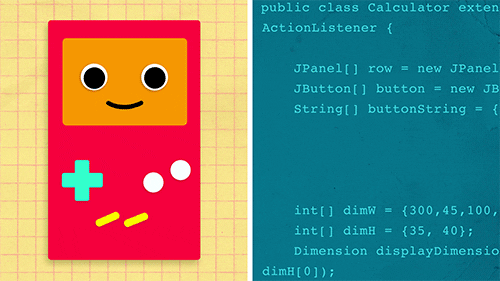 public class Calculator exten
ActionListener {
JPanel[] row = new JPanel
JButton[] button = new JB
String[] buttonString = {
int[] dimW = {300,45,100,
int[] dimH = {35, 40};
Dimension displayDimension
dimH[0]);